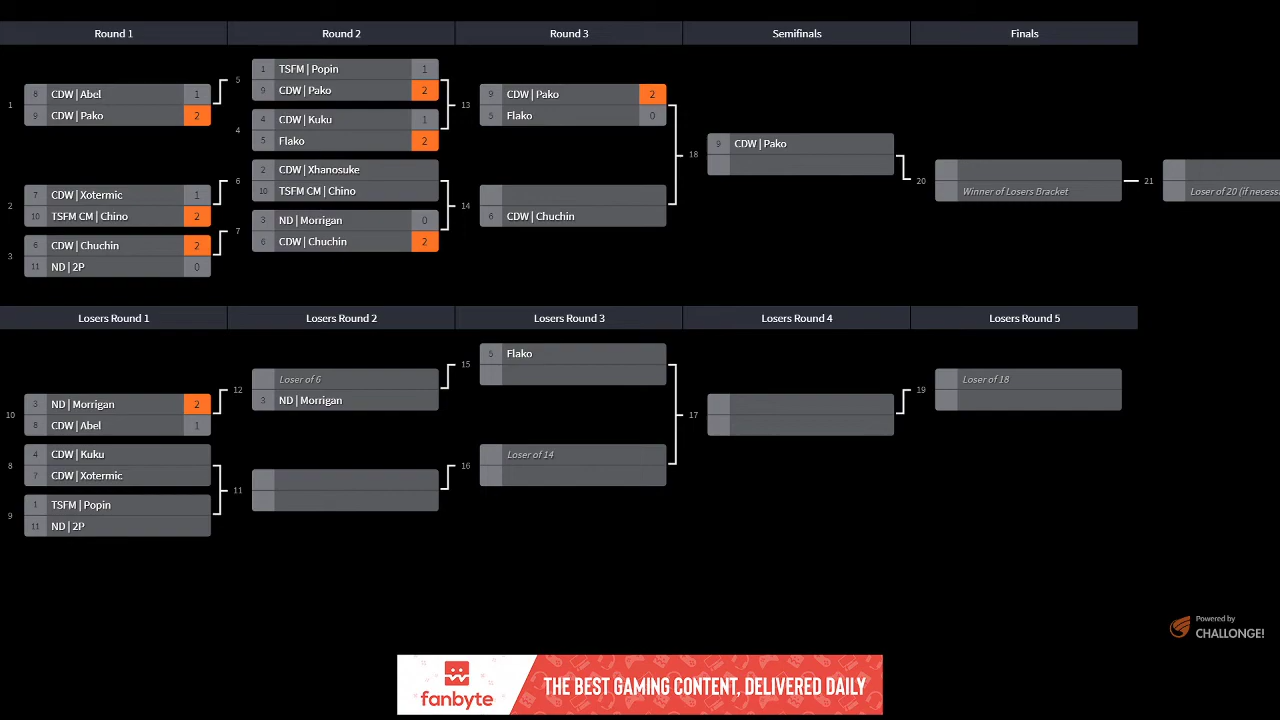 Round 1
Round 2
Round 3
Semifinals
Finals
1
8 CDW | Abel 1
9 CDW | Pako 2
2
7 CDW | Xotermic 1
10 TSFM CM | Chino 2
3
6 CDW | Chuchin 2
11 ND | 2P 0
5
1 TSFM | Popin 1
9 CDW | Pako 2
4
4 CDW | Kuku 1
5 Flako 2
6
2 CDW | Xhanosuke
10 TSFM CM | Chino
7
3 ND | Morrigan 0
6 CDW | Chuchin 2
13
9 CDW | Pako 2
5 Flako 0
14
6 CDW | Chuchin
18
9 CDW | Pako
20
Winner of Losers Bracket
21
Loser of 20 (if necess
Losers Round 1
Losers Round 2
Losers Round 3
Losers Round 4
Losers Round 5
10
3 ND | Morrigan 2
8 CDW | Abel 1
8
4 CDW | Kuku
7 CDW | Xotermic
9
1 TSFM | Popin
11 ND | 2P
12
Loser of 6
3 ND | Morrigan
11
15
5 Flako
16
Loser of 14
17
19
Loser of 18
Powered by
CHALLONGE!
fanbyte
THE BEST GAMING CONTENT, DELIVERED DAILY